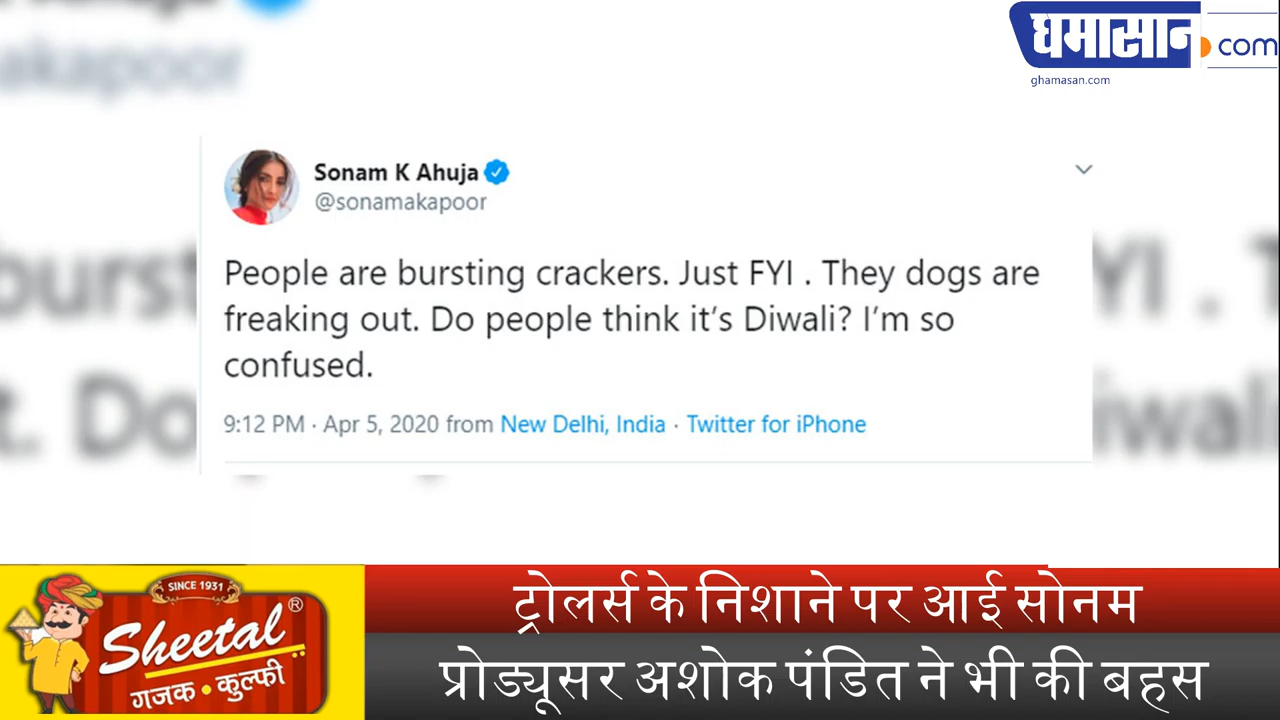 घमासान.com
ghamasan.com
akapoor
Sonam K Ahuja
@sonamakapoor
People are bursting crackers. Just FYI . They dogs are
freaking out. Do people think it's Diwali? I'm so
confused.
9:12 PM · Apr 5, 2020 from New Delhi, India · Twitter for iPhone
SINCE 1931
Sheetal®
गजक • कुल्फी
ट्रोलर्स के निशाने पर आई सोनम
प्रोड्यूसर अशोक पंडित ने भी की बहस